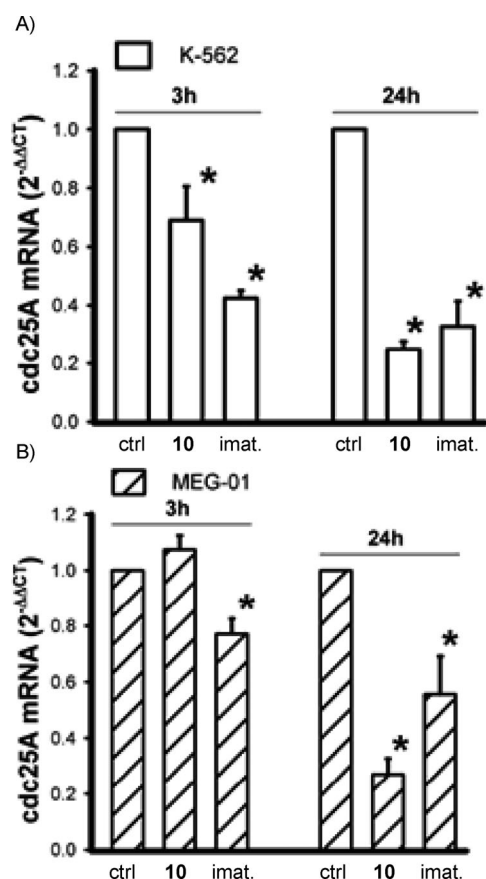 A)
K-562
3h 24h
cdc25A mRNA (2^-ΔΔCT)
1.2
1.0
0.8
0.6
0.4
0.2
0.0
* * * *
ctrl 10 imat. ctrl 10 imat.
B)
MEG-01
3h 24h
cdc25A mRNA (2^-ΔΔCT)
1.2
1.0
0.8
0.6
0.4
0.2
0.0
* * *
ctrl 10 imat. ctrl 10 imat.